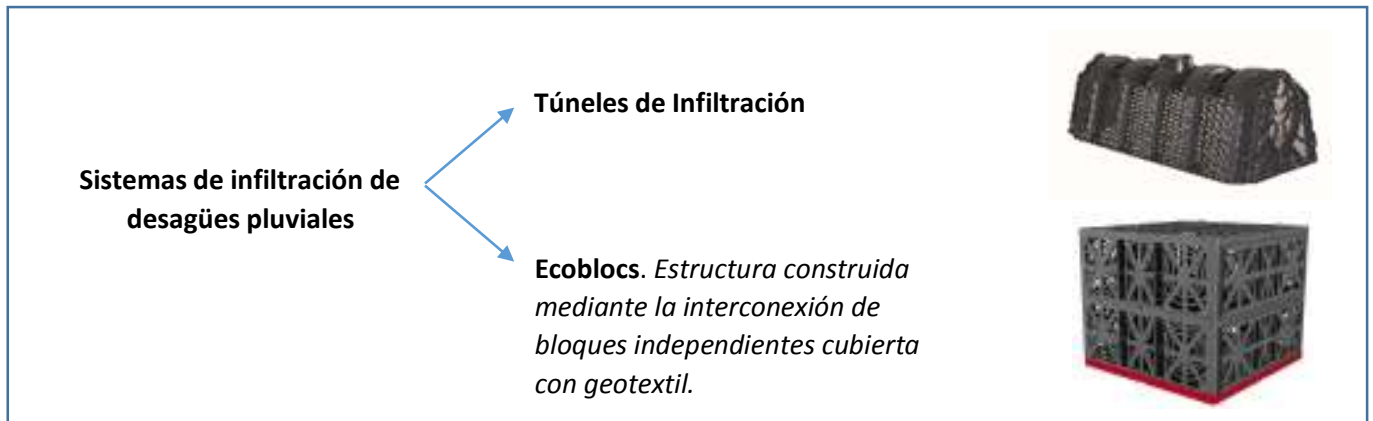 Túneles de Infiltración
Sistemas de infiltración de
desagües pluviales
Ecoblocs. Estructura construida
mediante la interconexión de
bloques independientes cubierta
con geotextil.